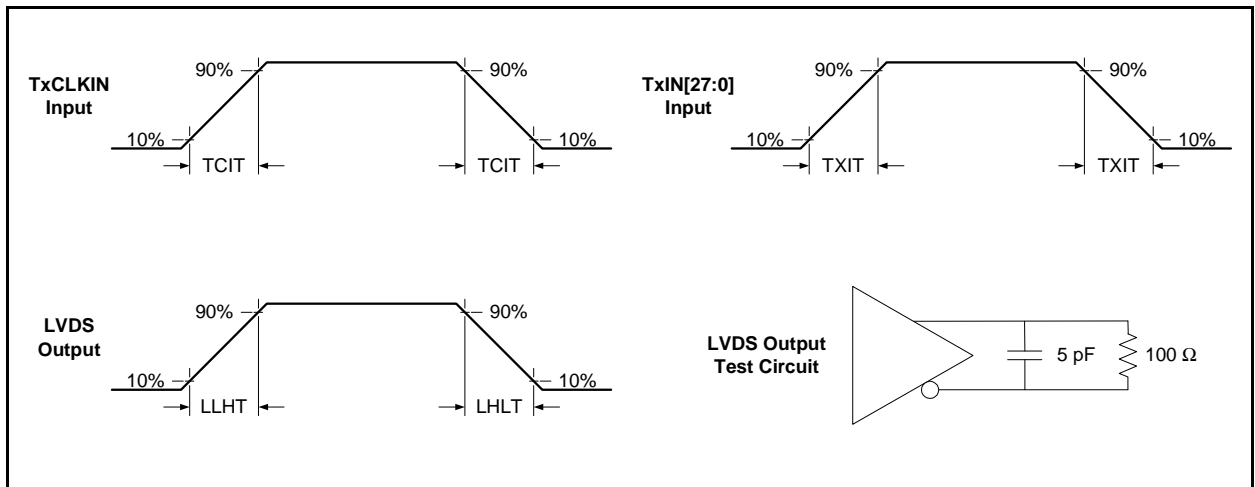 TxCLKIN
Input
90%
90%
10%
10%
TCIT
TCIT
TxIN[27:0]
Input
90%
90%
10%
10%
TXIT
TXIT
LVDS
Output
90%
90%
10%
10%
LLHT
LHLT
LVDS Output
Test Circuit
5 pF
100 Ω